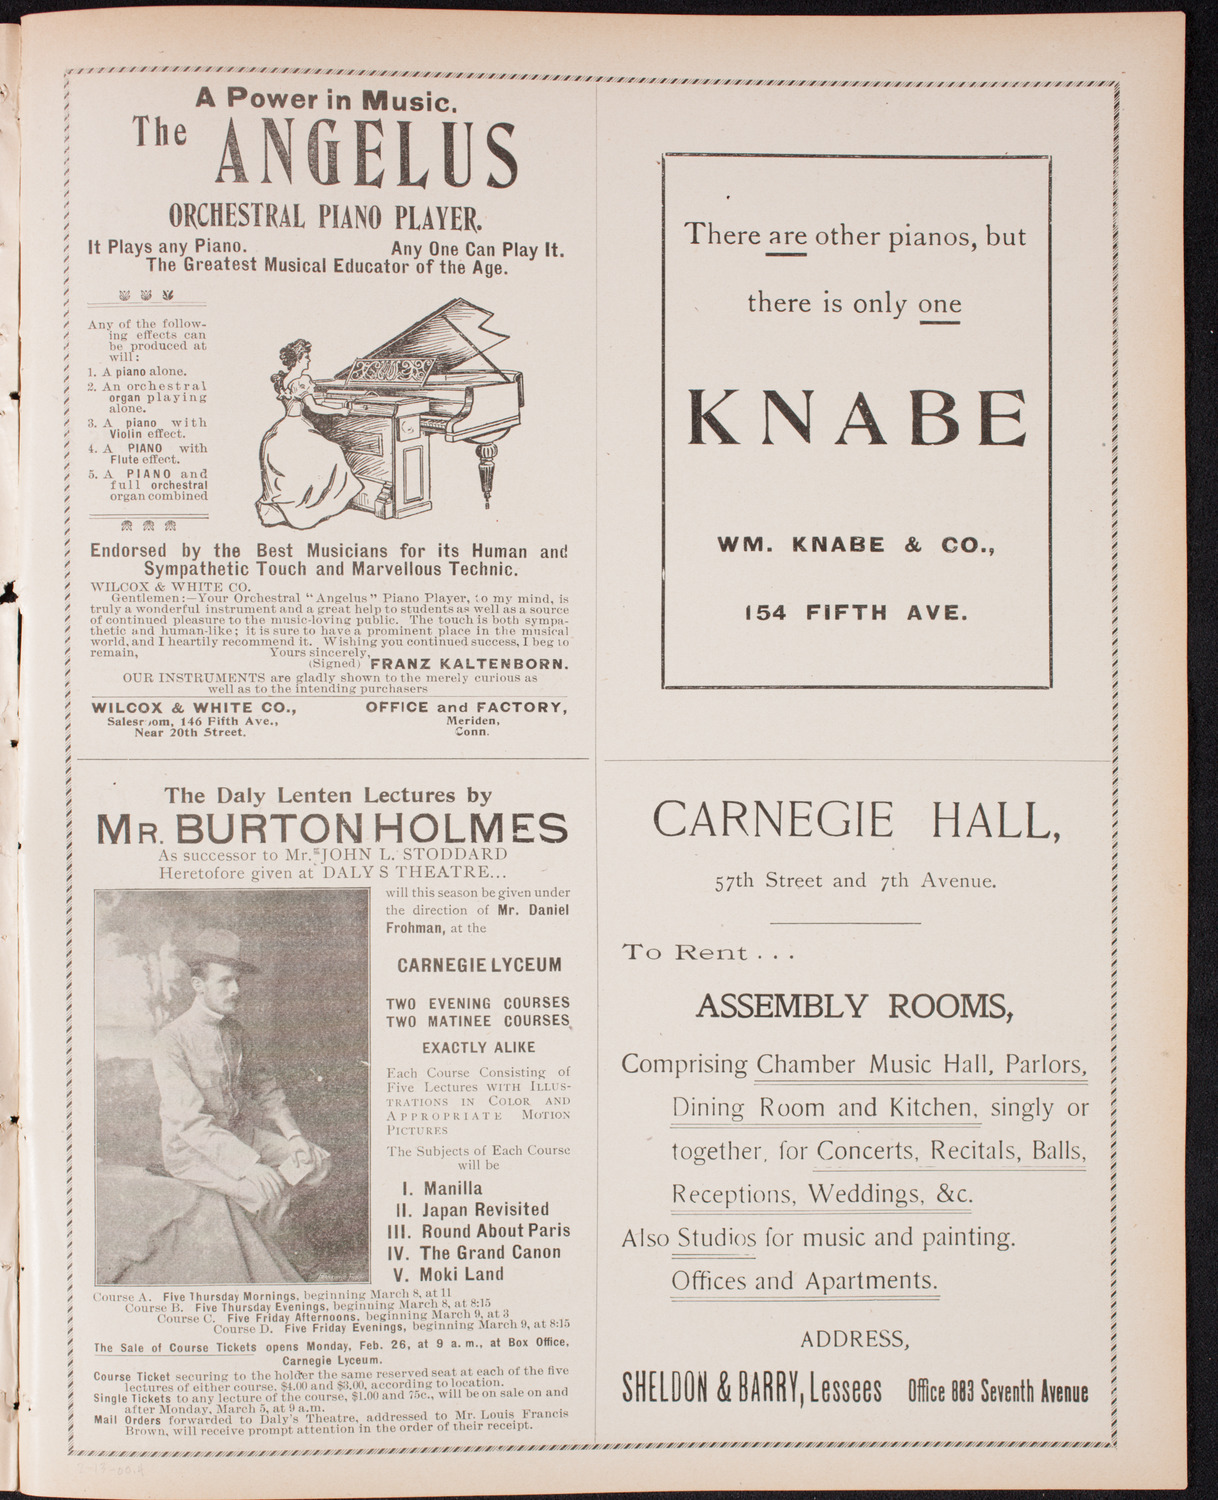 A Power in Music.
The ANGELUS
ORCHESTRAL PIANO PLAYER.
It Plays any Piano. Any One Can Play It.
The Greatest Musical Educator of the Age.
Any of the follow-
ing effects can
be produced at
will:
1. A piano alone.
2. An orchestral
organ playing
alone.
3. A piano with
Violin effect.
4. A PIANO with
Flute effect.
5. A PIANO and
full orchestral
organ combined
Endorsed by the Best Musicians for its Human and
Sympathetic Touch and Marvellous Technic.
WILCOX & WHITE CO.
Gentlemen:—Your Orchestral "Angelus" Piano Player, to my mind, is
truly a wonderful instrument and a great help to students as well as a source
of continued pleasure to the music-loving public. The touch is both sympa-
thetic and human-like; it is sure to have a prominent place in the musical
world, and I heartily recommend it. Wishing you continued success, I beg to
remain, Yours sincerely,
(Signed) FRANZ KALTENBORN.
OUR INSTRUMENTS are gladly shown to the merely curious as
well as to the intending purchasers
WILCOX & WHITE CO.,
Salesroom, 146 Fifth Ave.,
Near 20th Street.
OFFICE and FACTORY,
Meriden,
Conn.
There are other pianos, but
there is only one
KNABE
WM. KNABE & CO.,
154 FIFTH AVE.
The Daly Lenten Lectures by
MR. BURTON HOLMES
As successor to Mr. JOHN L. STODDARD
Heretofore given at DALY'S THEATRE...
will this season be given under
the direction of Mr. Daniel
Frohman, at the
CARNEGIE LYCEUM
TWO EVENING COURSES
TWO MATINEE COURSES,
EXACTLY ALIKE
Each Course Consisting of
Five Lectures WITH ILLUS-
TRATIONS IN COLOR AND
APPROPRIATE MOTION
PICTURES
The Subjects of Each Course
will be
I. Manilla
II. Japan Revisited
III. Round About Paris
IV. The Grand Canon
V. Moki Land
Course A. Five Thursday Mornings, beginning March 8, at 11
Course B. Five Thursday Evenings, beginning March 8, at 8:15
Course C. Five Friday Afternoons, beginning March 9, at 3
Course D. Five Friday Evenings, beginning March 9, at 8:15
The Sale of Course Tickets opens Monday, Feb. 26, at 9 a. m., at Box Office,
Carnegie Lyceum.
Course Ticket securing to the holder the same reserved seat at each of the five
lectures of either course, $4.00 and $3.00, according to location.
Single Tickets to any lecture of the course, $1.00 and 75c., will be on sale on and
after Monday, March 5, at 9 a.m.
Mail Orders forwarded to Daly's Theatre, addressed to Mr. Louis Francis
Brown, will receive prompt attention in the order of their receipt.
CARNEGIE HALL,
57th Street and 7th Avenue.
To Rent . . .
ASSEMBLY ROOMS,
Comprising Chamber Music Hall, Parlors,
Dining Room and Kitchen, singly or
together, for Concerts, Recitals, Balls,
Receptions, Weddings, &c.
Also Studios for music and painting.
Offices and Apartments.
ADDRESS,
SHELDON & BARRY, Lessees Office 883 Seventh Avenue